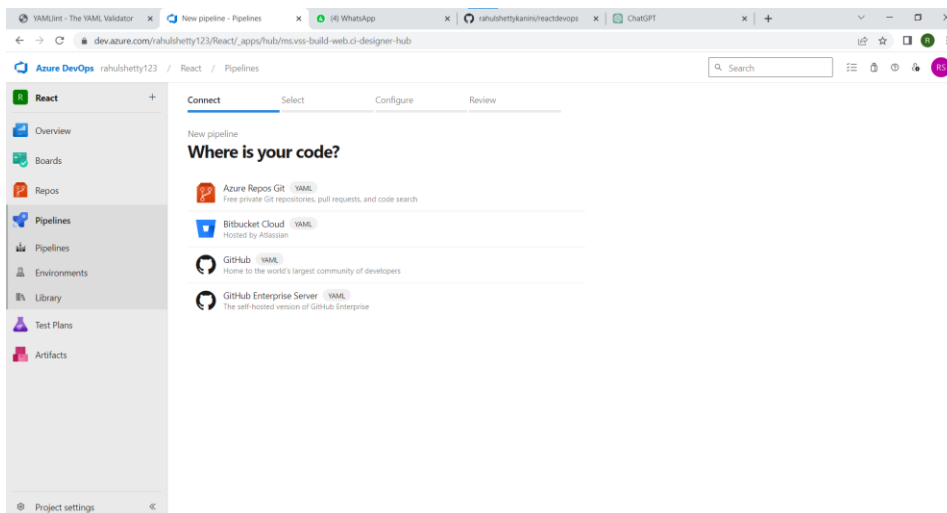 YAMLlint - The YAML Validator
New pipeline - Pipelines
(4) WhatsApp
rahulshettykanini/reactdevops
ChatGPT
dev.azure.com/rahulshetty123/React/_apps/hub/ms.vss-build-web.ci-designer-hub
R
Azure DevOps rahulshetty123 / React / Pipelines
Search
RS
R React +
Overview
Boards
Repos
Pipelines
Pipelines
Environments
Library
Test Plans
Artifacts
Project settings
Connect Select Configure Review
New pipeline
Where is your code?
Azure Repos Git YAML
Free private Git repositories, pull requests, and code search
Bitbucket Cloud YAML
Hosted by Atlassian
GitHub YAML
Home to the world's largest community of developers
GitHub Enterprise Server YAML
The self-hosted version of GitHub Enterprise